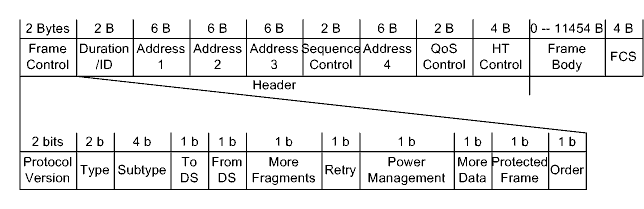 2 Bytes 2 B 6 B 6 B 6 B 2 B 6 B 2 B 4 B 0 -- 11454 B 4 B
Frame Control Duration /ID Address 1 Address 2 Address 3 Sequence Control Address 4 QoS Control HT Control Frame Body FCS
Header
2 bits 2 b 4 b 1 b 1 b 1 b 1 b 1 b 1 b 1 b 1 b
Protocol Version Type Subtype To DS From DS More Fragments Retry Power Management More Data Protected Frame Order